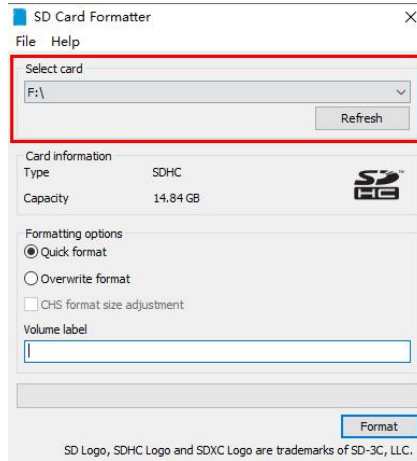 SD Card Formatter
File Help
Select card
F:\
Refresh
Card information
Type SDHC
Capacity 14.84 GB
SD
HC
Formatting options
Quick format
Overwrite format
CHS format size adjustment
Volume label
Format
SD Logo, SDHC Logo and SDXC Logo are trademarks of SD-3C, LLC.